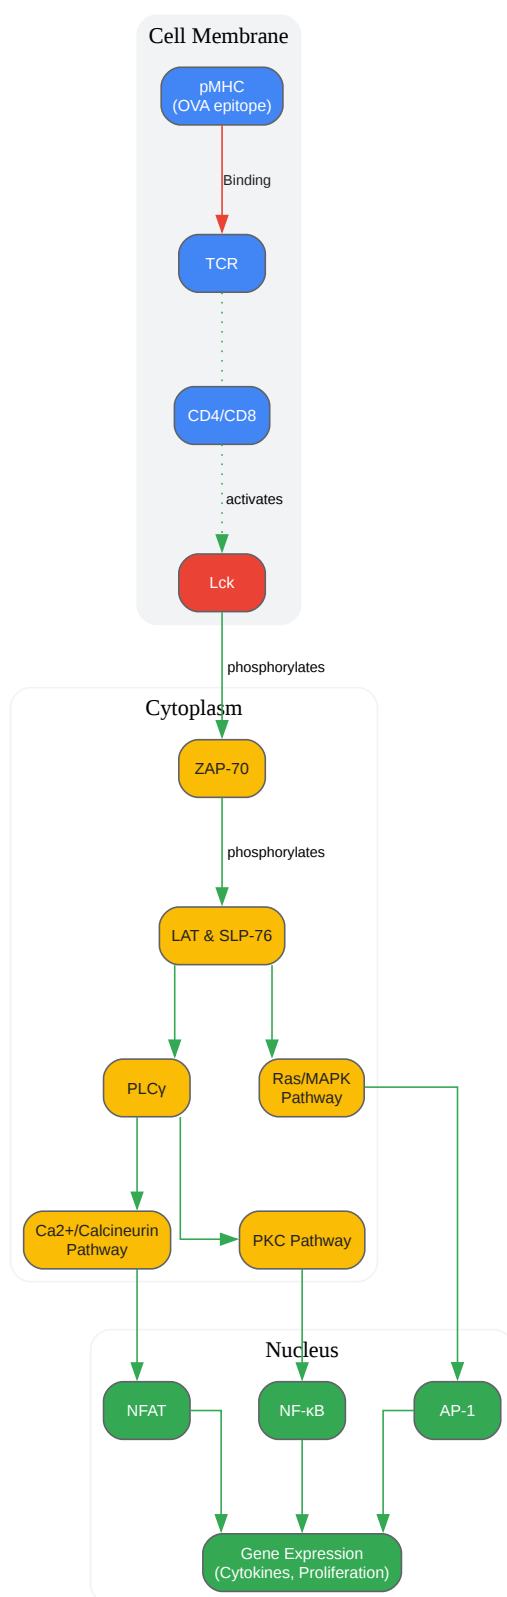 Cell Membrane
pMHC
(OVA epitope)
Binding
TCR
CD4/CD8
activates
Lck
phosphorylates
Cytoplasm
ZAP-70
phosphorylates
LAT & SLP-76
PLCγ
Ras/MAPK
Pathway
Ca2+/Calcineurin
Pathway
PKC Pathway
Nucleus
NFAT
NF-κB
AP-1
Gene Expression
(Cytokines, Proliferation)